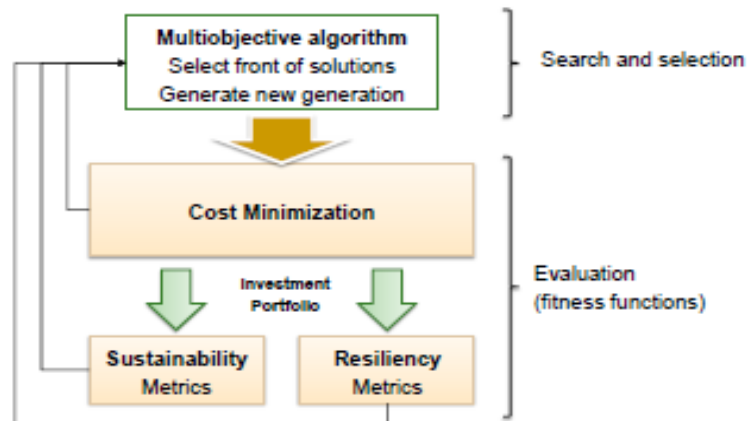 Multiobjective algorithm
Select front of solutions
Generate new generation
Search and selection
Cost Minimization
Investment
Portfolio
Evaluation
(fitness functions)
Sustainability
Metrics
Resiliency
Metrics